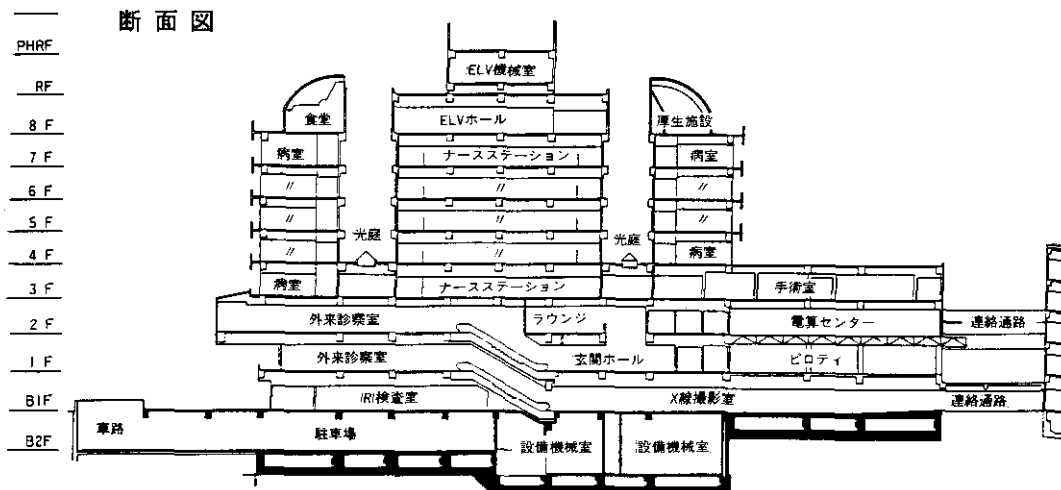 断面図
PHRF
ELV機械室
RF
8F 食堂 ELVホール 厚生施設
7F 病室 ナースステーション 病室
6F 〃 〃 〃
5F 〃 〃 〃
光庭 光庭
4F 〃 〃 病室
3F 病室 ナースステーション 手術室
2F 外来診察室 ラウンジ 電算センター 連絡通路
1F 外来診察室 玄関ホール ピロティ
B1F IRI検査室 X線撮影室 連絡通路
B2F 車路 駐車場 設備機械室 設備機械室